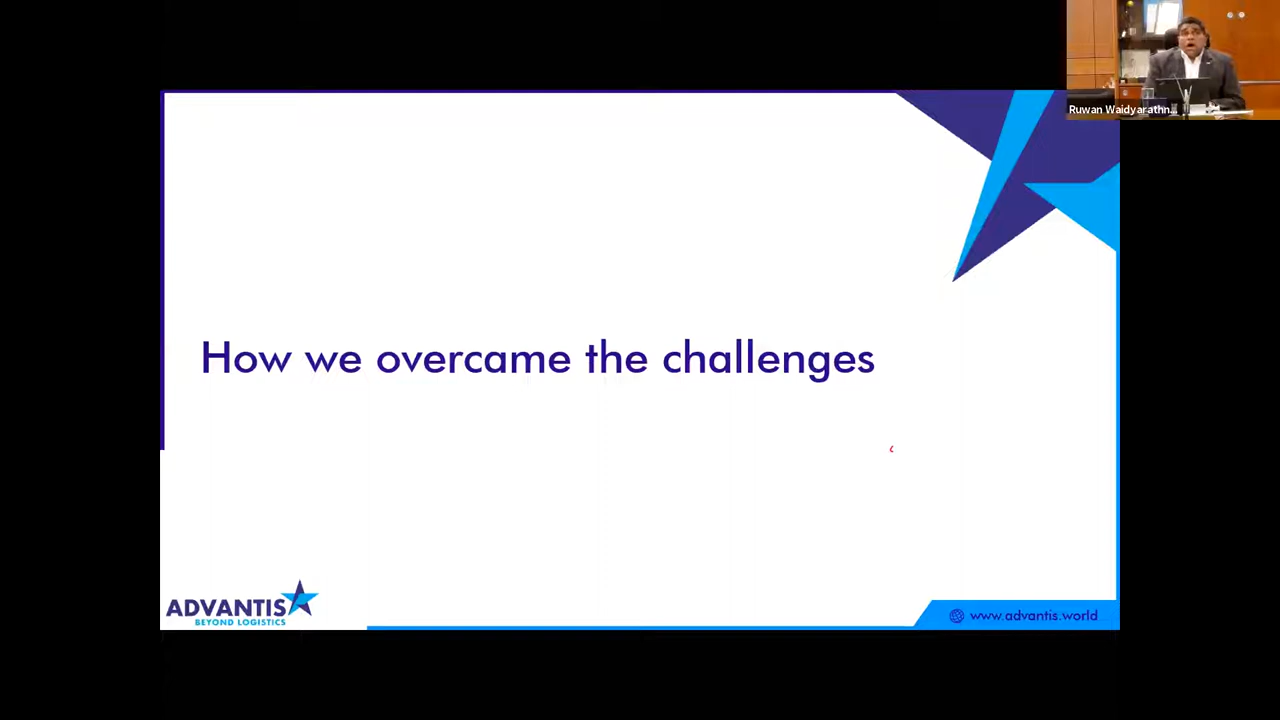 Ruwan Waidyarathn...
How we overcame the challenges
ADVANTIS
BEYOND LOGISTICS
www.advantis.world